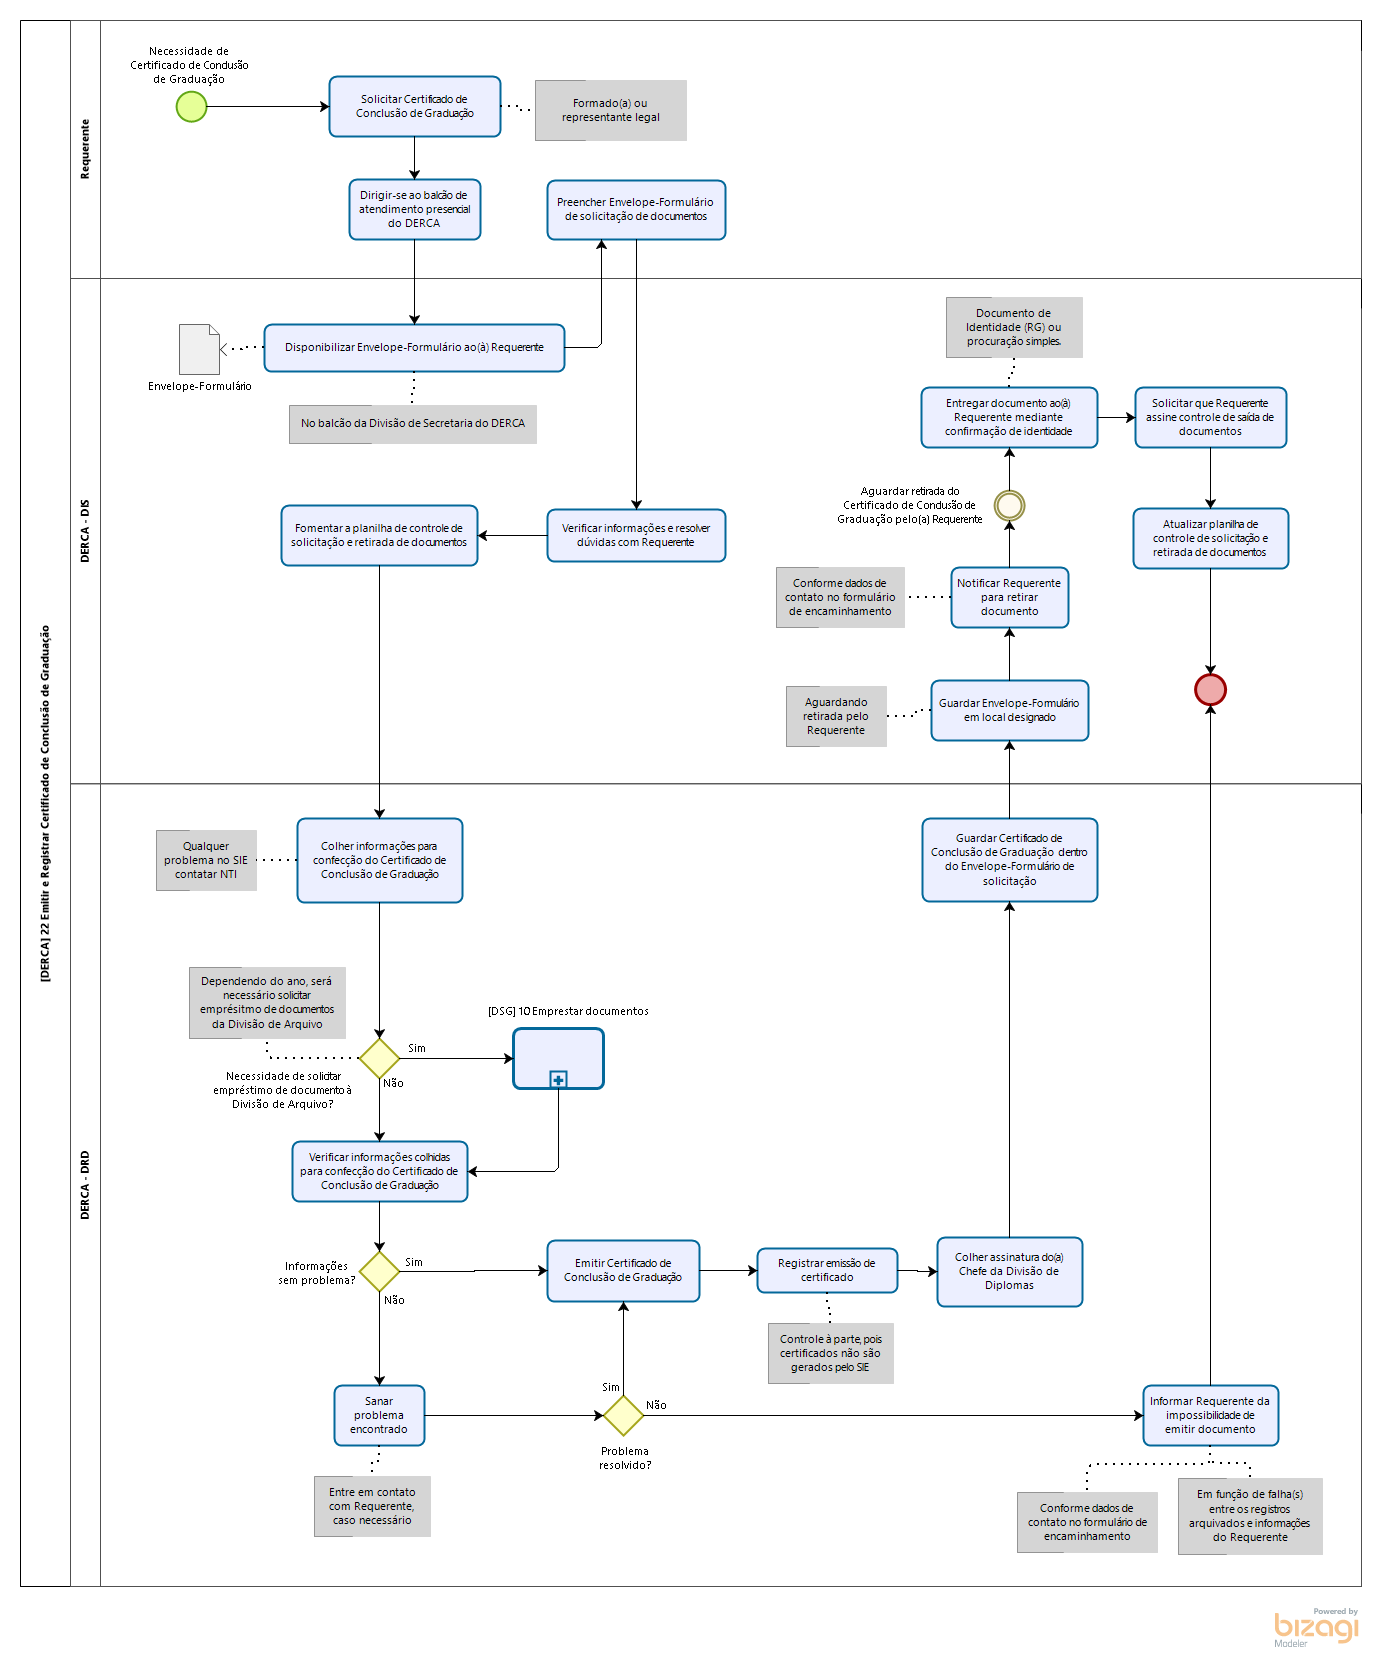 [DERCA] 22 Emitir e Registrar Certificado de Conclusão de Graduação
Requerente
Necessidade de
Certificado de Conclusão
de Graduação
Solicitar Certificado de
Conclusão de Graduação
Formado(a) ou
representante legal
Dirigir-se ao balcão de
atendimento presencial
do DERCA
Preencher Envelope-Formulário
de solicitação de documentos
DERCA - DIS
Envelope-Formulário
Disponibilizar Envelope-Formulário ao(à) Requerente
No balcão da Divisão de Secretaria do DERCA
Fomentar a planilha de controle de
solicitação e retirada de documentos
Verificar informações e resolver
dúvidas com Requerente
Documento de
Identidade (RG) ou
procuração simples.
Entregar documento ao(à)
Requerente mediante
confirmação de identidade
Solicitar que Requerente
assine controle de saída de
documentos
Aguardar retirada do
Certificado de Conclusão de
Graduação pelo(a) Requerente
Atualizar planilha de
controle de solicitação e
retirada de documentos
Conforme dados de
contato no formulário
de encaminhamento
Notificar Requerente
para retirar
documento
Aguardando
retirada pelo
Requerente
Guardar Envelope-Formulário
em local designado
DERCA - DRD
Qualquer
problema no SIE
contatar NTI
Colher informações para
confecção do Certificado de
Conclusão de Graduação
Guardar Certificado de
Conclusão de Graduação dentro
do Envelope-Formulário de
solicitação
Dependendo do ano, será
necessário solicitar
emprésitmo de documentos
da Divisão de Arquivo
[DSG] 10 Emprestar documentos
Sim
Não
Necessidade de solicitar
empréstimo de documento à
Divisão de Arquivo?
Verificar informações colhidas
para confecção do Certificado de
Conclusão de Graduação
Informações
sem problema?
Sim
Não
Emitir Certificado de
Conclusão de Graduação
Registrar emissão de
certificado
Colher assinatura do(a)
Chefe da Divisão de
Diplomas
Controle à parte, pois
certificados não são
gerados pelo SIE
Sanar
problema
encontrado
Sim
Não
Problema
resolvido?
Informar Requerente da
impossibilidade de
emitir documento
Entre em contato
com Requerente,
caso necessário
Conforme dados de
contato no formulário de
encaminhamento
Em função de falha(s)
entre os registros
arquivados e informações
do Requerente
Powered by
bizagi
Modeler